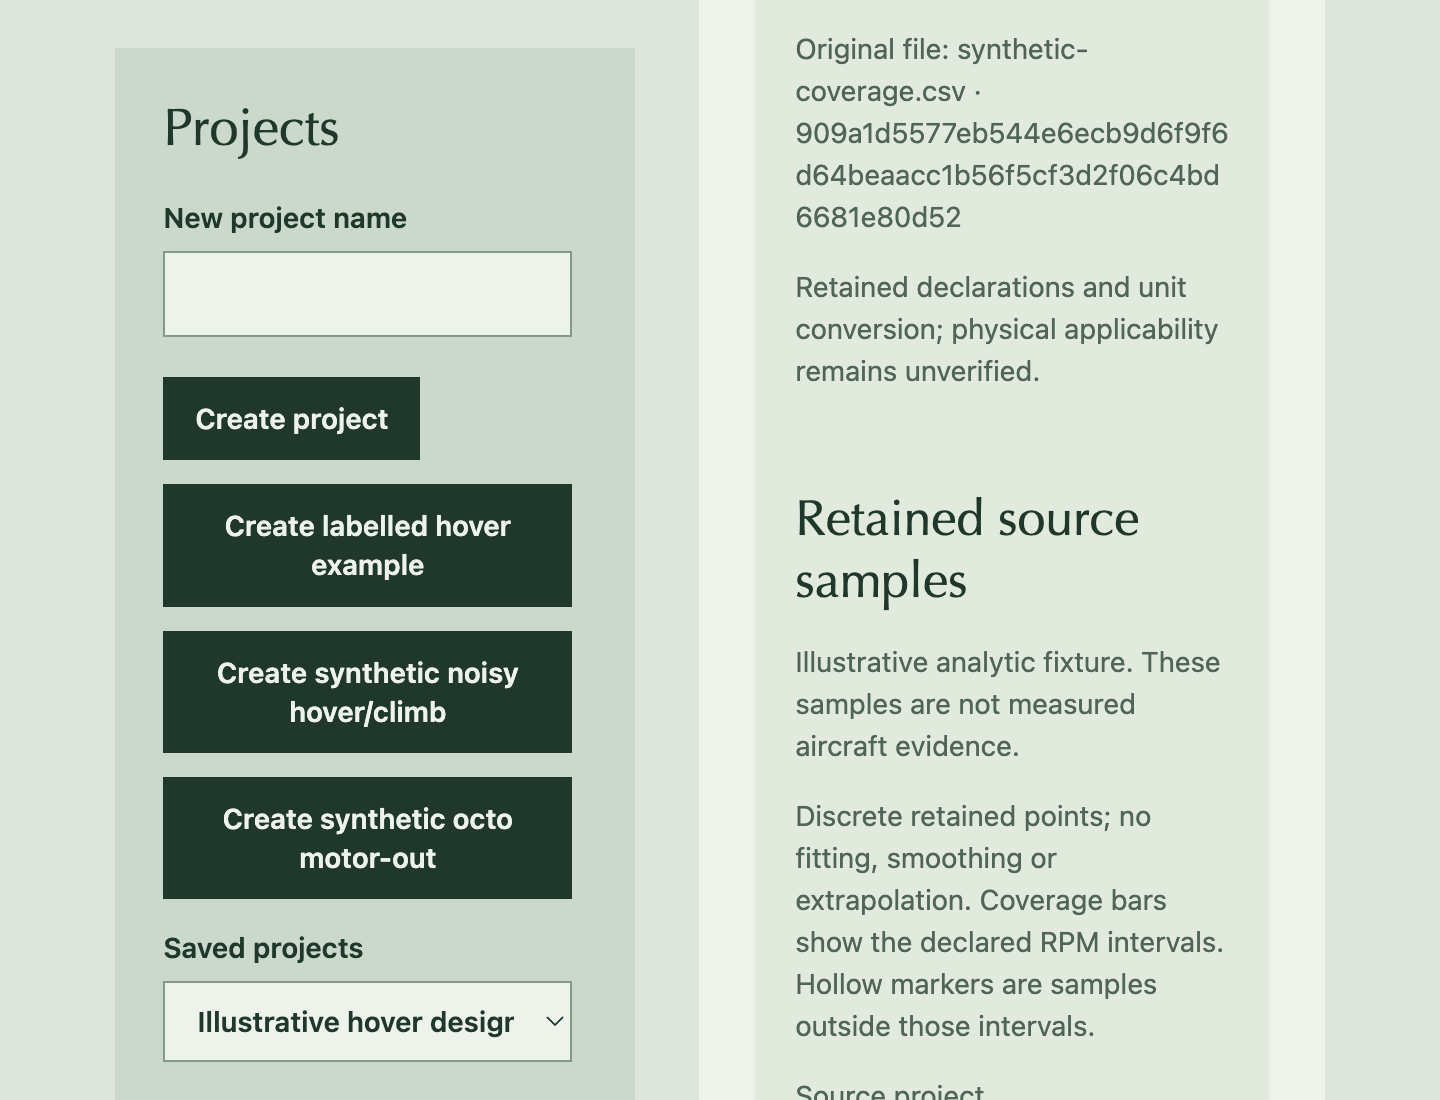 Projects
New project name
Create project
Create labelled hover
example
Create synthetic noisy
hover/climb
Create synthetic octo
motor-out
Saved projects
Illustrative hover desigr
Original file: synthetic-
coverage.csv ·
909a1d5577eb544e6ecb9d6f9f6
d64beaacc1b56f5cf3d2f06c4bd
6681e80d52
Retained declarations and unit
conversion; physical applicability
remains unverified.
Retained source
samples
Illustrative analytic fixture. These
samples are not measured
aircraft evidence.
Discrete retained points; no
fitting, smoothing or
extrapolation. Coverage bars
show the declared RPM intervals.
Hollow markers are samples
outside those intervals.
Source project